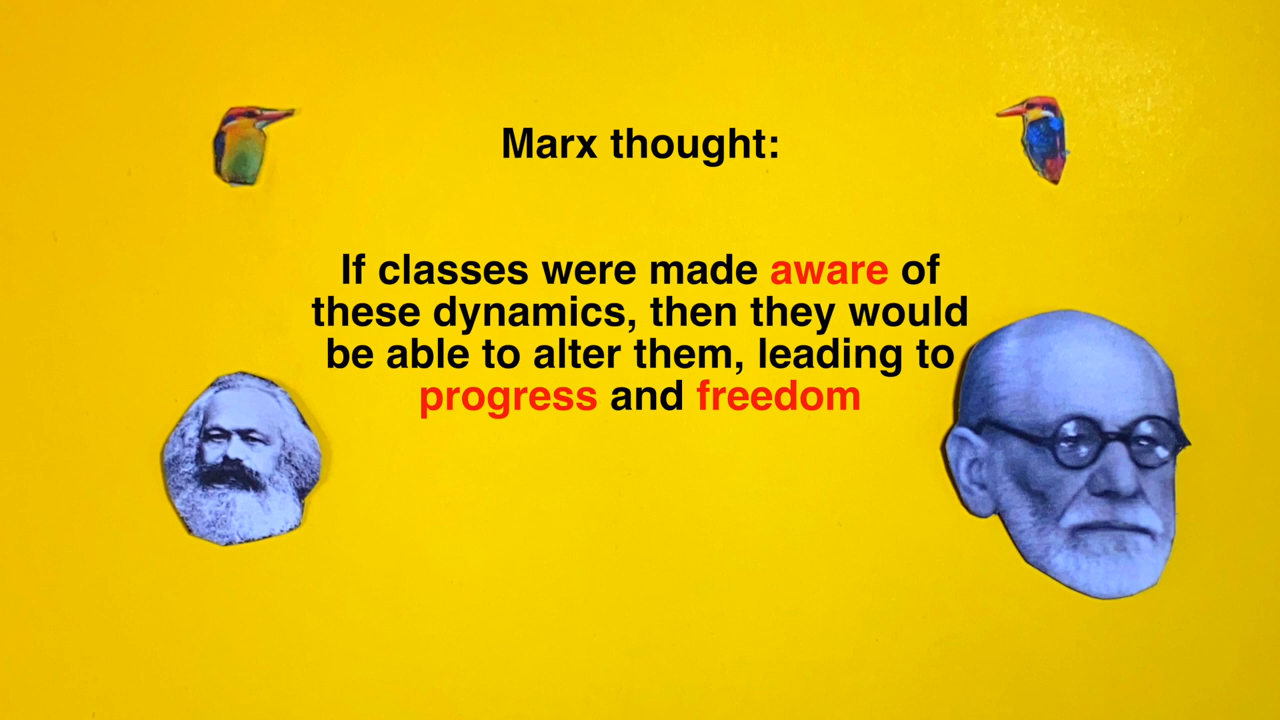 Marx thought:
If classes were made aware of
these dynamics, then they would
be able to alter them, leading to
progress and freedom